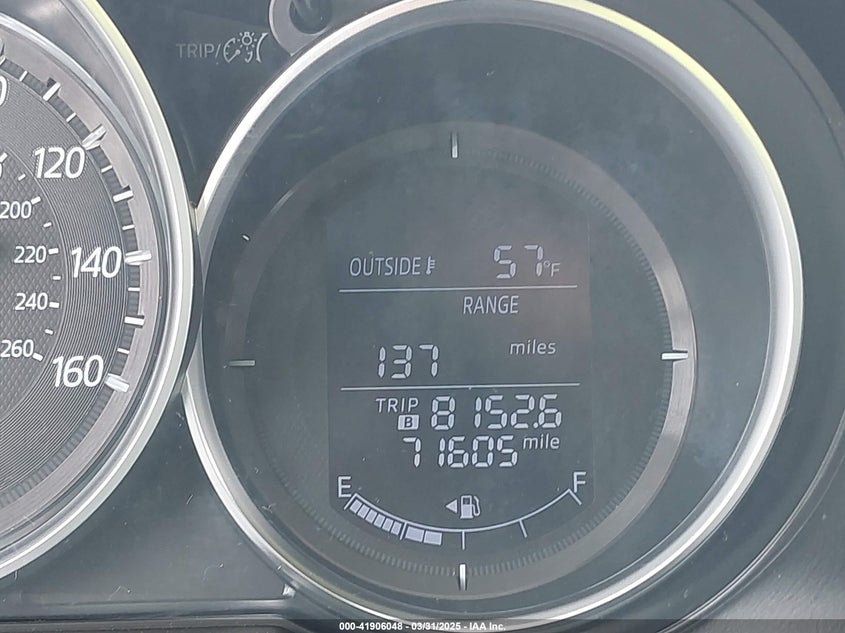 TRIP/
120
200
220
140
240
260
160
OUTSIDE 57°F
RANGE
137 miles
TRIP B 8152.6
71605 mile
E F
000-41906048 - 03/31/2025 - IAA Inc.